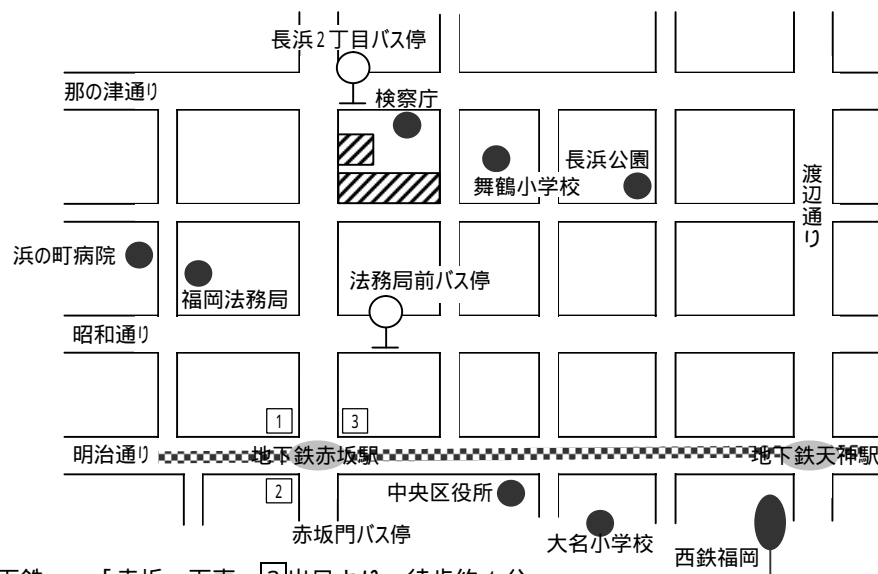 長浜2丁目バス停
那の津通り
検察庁
長浜公園
舞鶴小学校
渡辺通り
浜の町病院
福岡法務局
法務局前バス停
昭和通り
1
3
明治通り
地下鉄赤坂駅
地下鉄天神駅
2
中央区役所
赤坂門バス停
大名小学校
西鉄福岡